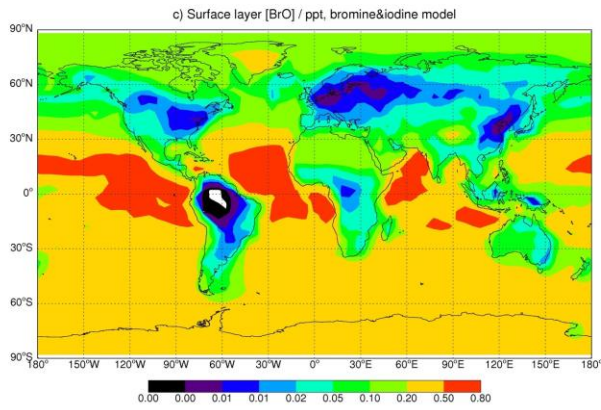 c) Surface layer [BrO] / ppt, bromine&iodine model
90°N
60°N
30°N
0°
30°S
60°S
90°S
180°W 150°W 120°W 90°W 60°W 30°W 0°E 30°E 60°E 90°E 120°E 150°E 180°E
0.00 0.00 0.01 0.01 0.02 0.05 0.10 0.20 0.50 0.80